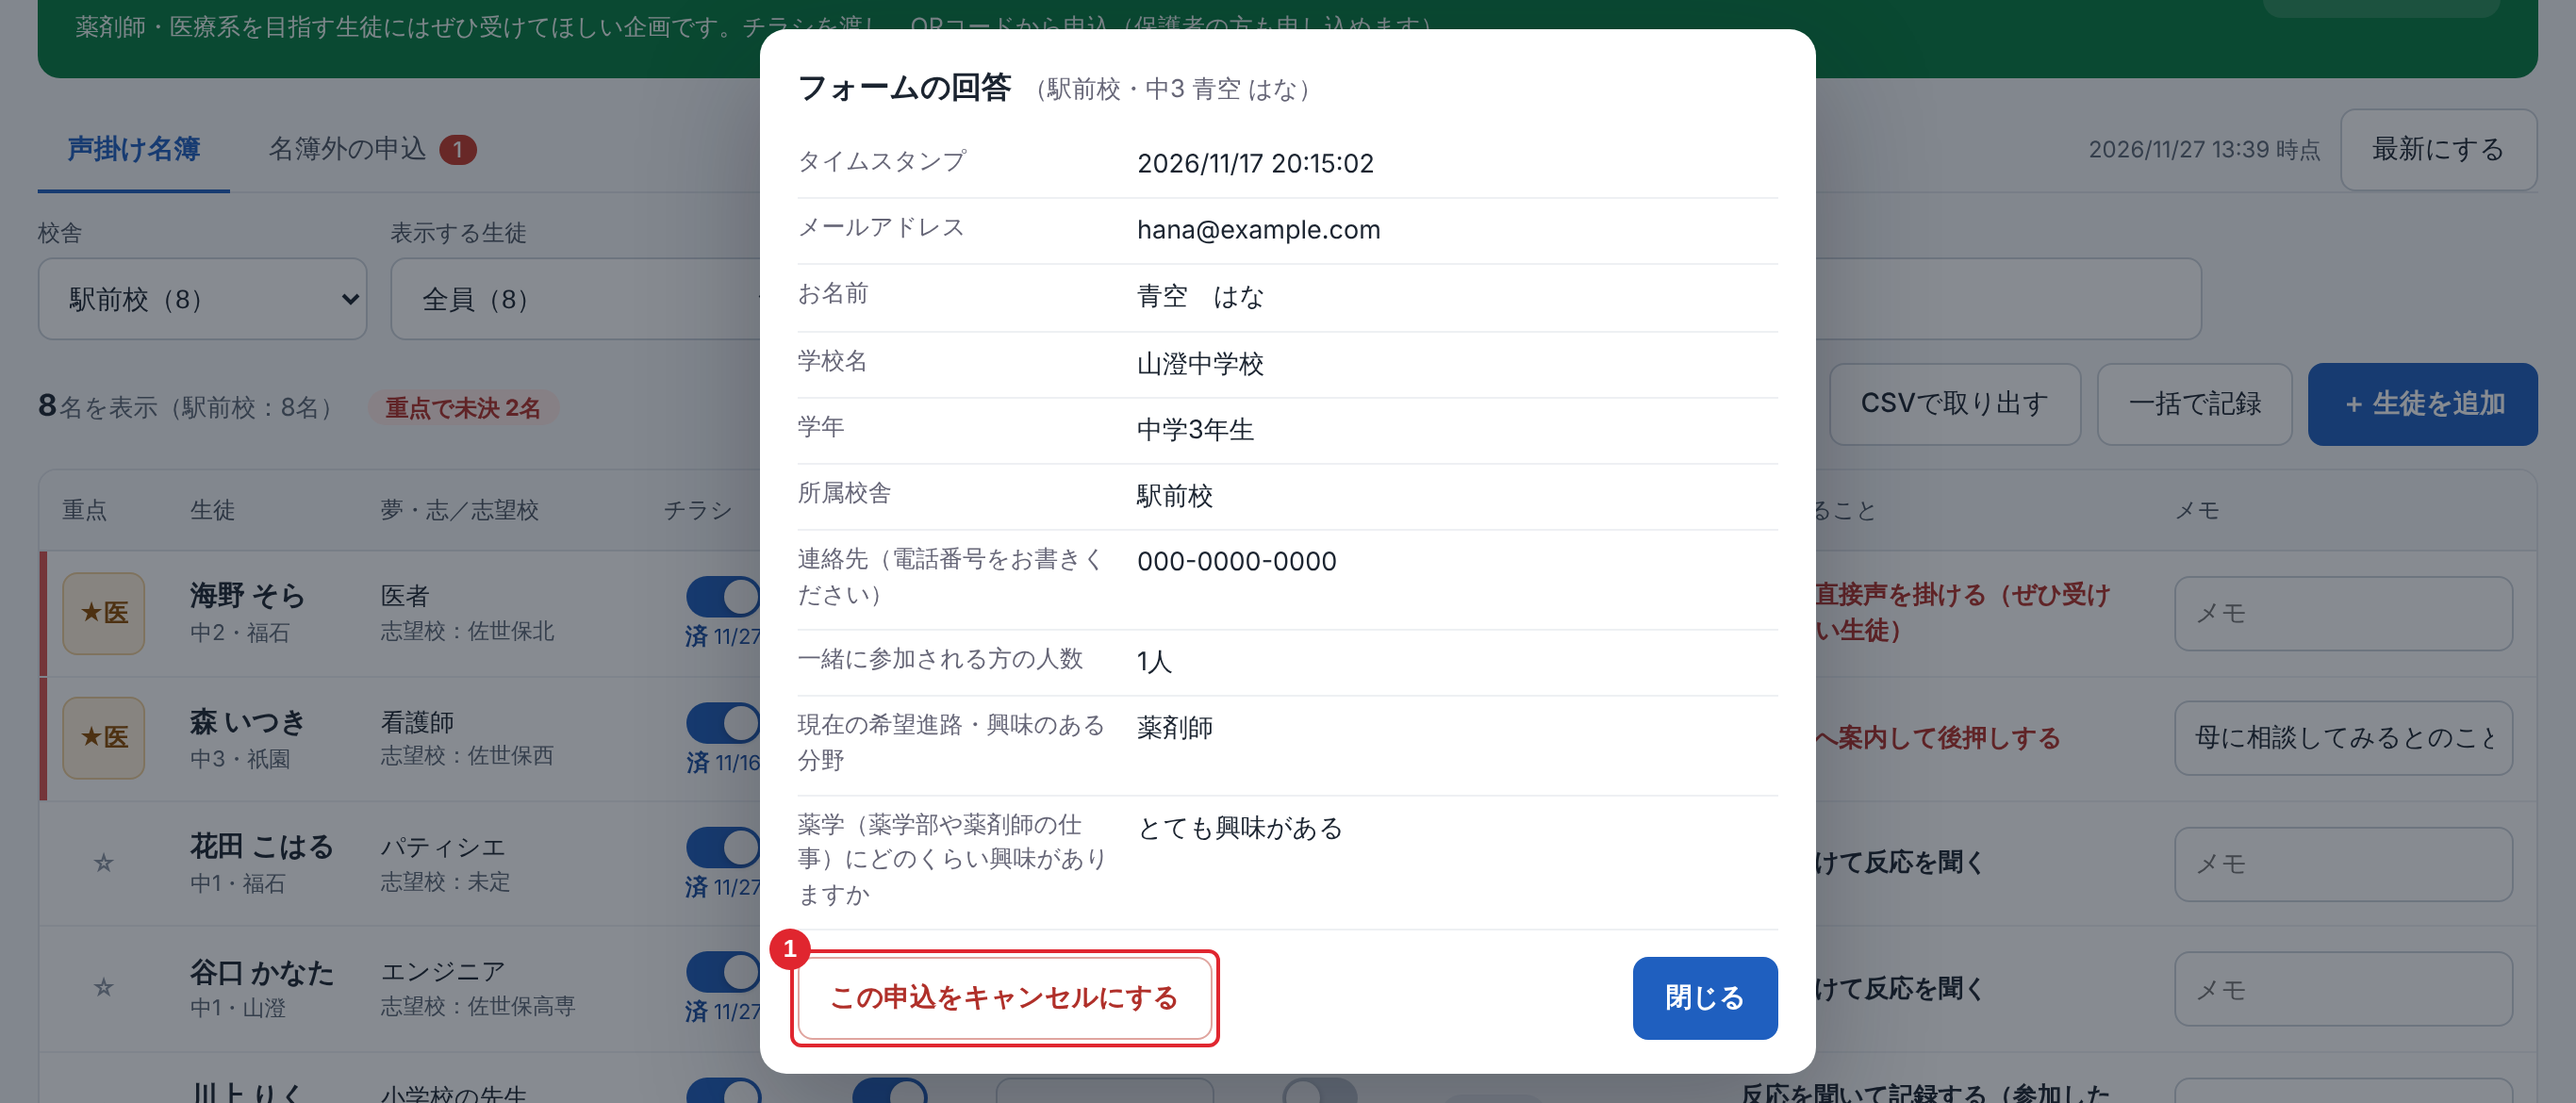 薬剤師・医療系を目指す生徒にはぜひ受けてほしい企画です。チラシを渡し、QRコードから申込（保護者の方も申し込めます）
フォームの回答 （駅前校・中3 青空 はな）
声掛け名簿 名簿外の申込 1
2026/11/27 13:39 時点 最新にする
校舎 表示する生徒
駅前校（8） 全員（8）
8名を表示（駅前校：8名） 重点で未決 2名
CSVで取り出す 一括で記録 + 生徒を追加
重点 生徒 夢・志／志望校 チラシ ること メモ
★医 海野 そら 医者
中2・福石 志望校：佐世保北 済 11/27
直接声を掛ける（ぜひ受け
い生徒） メモ
★医 森 いつき 看護師
中3・祇園 志望校：佐世保西 済 11/16
へ案内して後押しする 母に相談してみるとのこと
☆ 花田 こはる パティシエ
中1・福石 志望校：未定 済 11/27
けて反応を聞く メモ
☆ 谷口 かなた エンジニア
中1・山澄 志望校：佐世保高専 済 11/27
けて反応を聞く メモ
川上 りく 小学校の先生
反応を聞いて記録する（参加した
タイムスタンプ 2026/11/17 20:15:02
メールアドレス hana@example.com
お名前 青空　はな
学校名 山澄中学校
学年 中学3年生
所属校舎 駅前校
連絡先（電話番号をお書きく 000-0000-0000
ださい）
一緒に参加される方の人数 1人
現在の希望進路・興味のある 薬剤師
分野
薬学（薬学部や薬剤師の仕 とても興味がある
事）にどのくらい興味があり
ますか
1
この申込をキャンセルにする 閉じる